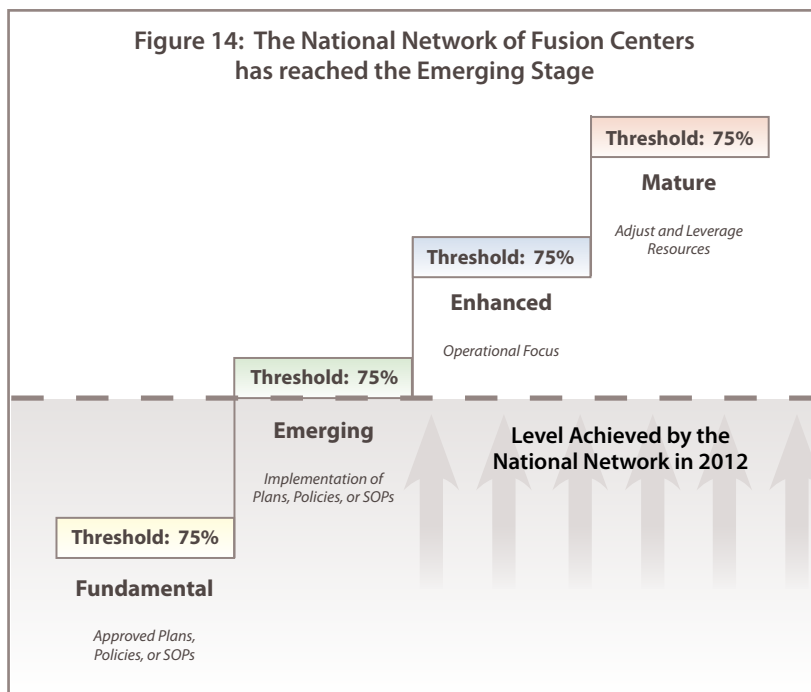 Figure 14: The National Network of Fusion Centers
has reached the Emerging Stage
Threshold: 75%
Mature
Adjust and Leverage
Resources
Threshold: 75%
Enhanced
Operational Focus
Threshold: 75%
Emerging
Implementation of
Plans, Policies, or SOPs
Level Achieved by the
National Network in 2012
Threshold: 75%
Fundamental
Approved Plans,
Policies, or SOPs